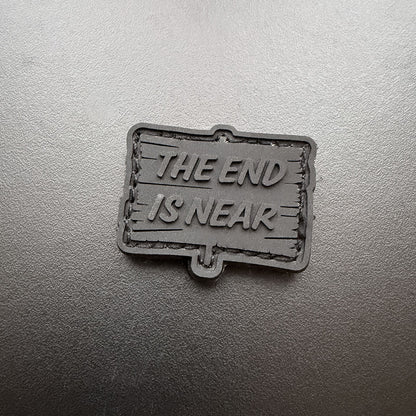 THE END
IS NEAR